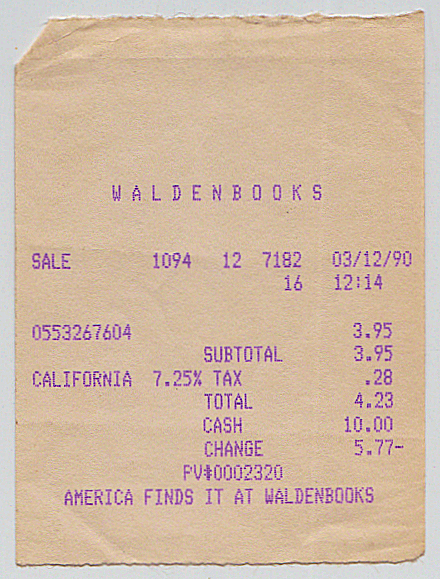 WALDENBOOKS
SALE 1094 12 7182 03/12/90
16 12:14
0553267604 3.95
SUBTOTAL 3.95
CALIFORNIA 7.25% TAX .28
TOTAL 4.23
CASH 10.00
CHANGE 5.77-
PV#0002320
AMERICA FINDS IT AT WALDENBOOKS